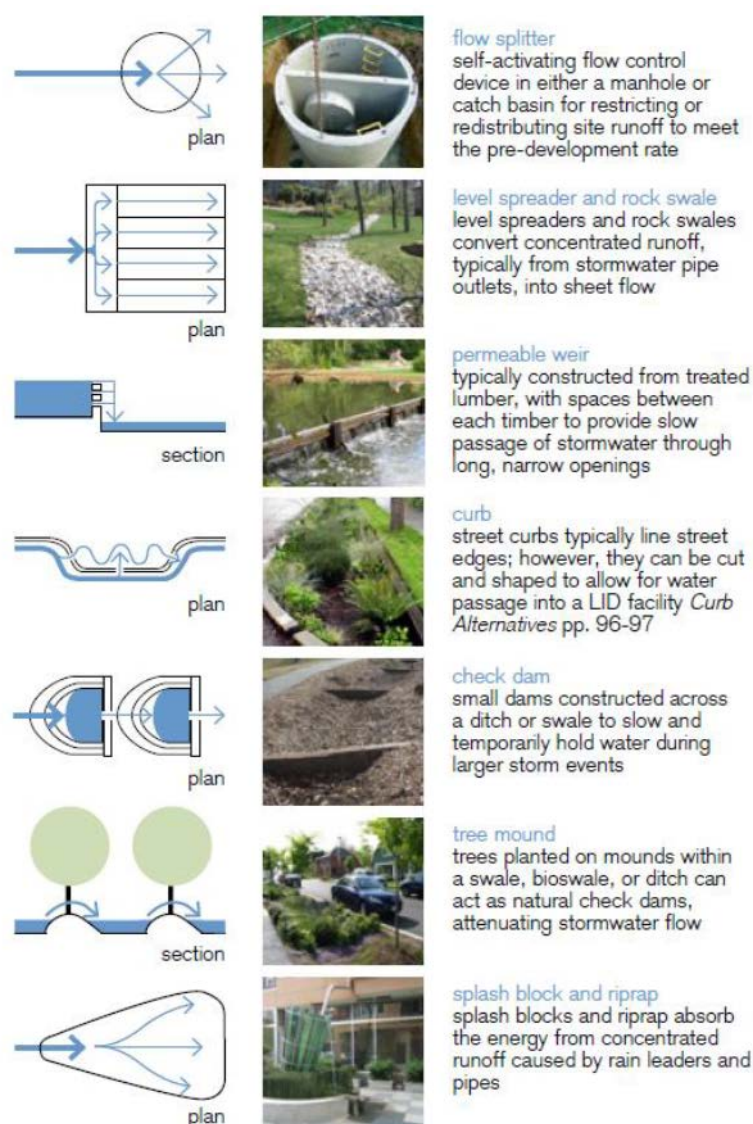 plan
flow splitter
self-activating flow control
device in either a manhole or
catch basin for restricting or
redistributing site runoff to meet
the pre-development rate
plan
level spreader and rock swale
level spreaders and rock swales
convert concentrated runoff,
typically from stormwater pipe
outlets, into sheet flow
section
permeable weir
typically constructed from treated
lumber, with spaces between
each timber to provide slow
passage of stormwater through
long, narrow openings
plan
curb
street curbs typically line street
edges; however, they can be cut
and shaped to allow for water
passage into a LID facility Curb
Alternatives pp. 96-97
plan
check dam
small dams constructed across
a ditch or swale to slow and
temporarily hold water during
larger storm events
section
tree mound
trees planted on mounds within
a swale, bioswale, or ditch can
act as natural check dams,
attenuating stormwater flow
plan
splash block and riprap
splash blocks and riprap absorb
the energy from concentrated
runoff caused by rain leaders and
pipes